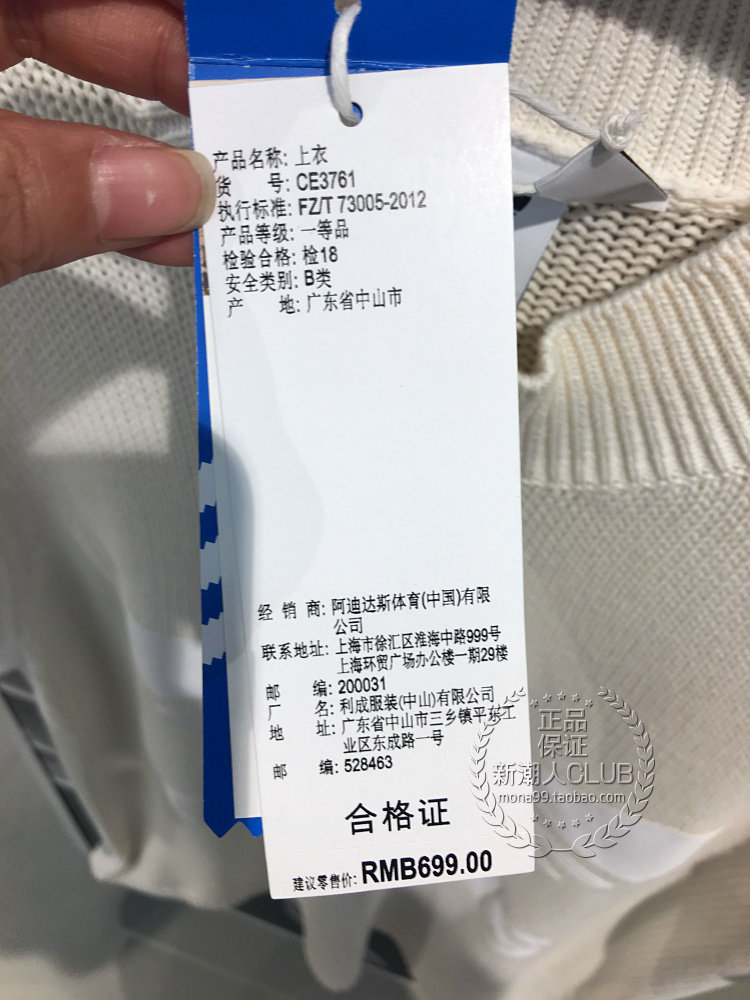 产品名称: 上衣
货 号: CE3761
执行标准: FZ/T 73005-2012
产品等级: 一等品
检验合格: 检18
安全类别: B类
产 地: 广东省中山市
经 销 商: 阿迪达斯体育(中国)有限
公司
联系地址: 上海市徐汇区淮海中路999号
上海环贸广场办公楼一期29楼
邮 编: 200031
厂 名: 利成服装(中山)有限公司
地 址: 广东省中山市三乡镇平东工
业区东成路一号
邮 编: 528463
合格证
建议零售价: RMB699.00
正品
保证
新潮人CLUB
mona99.taobao.com